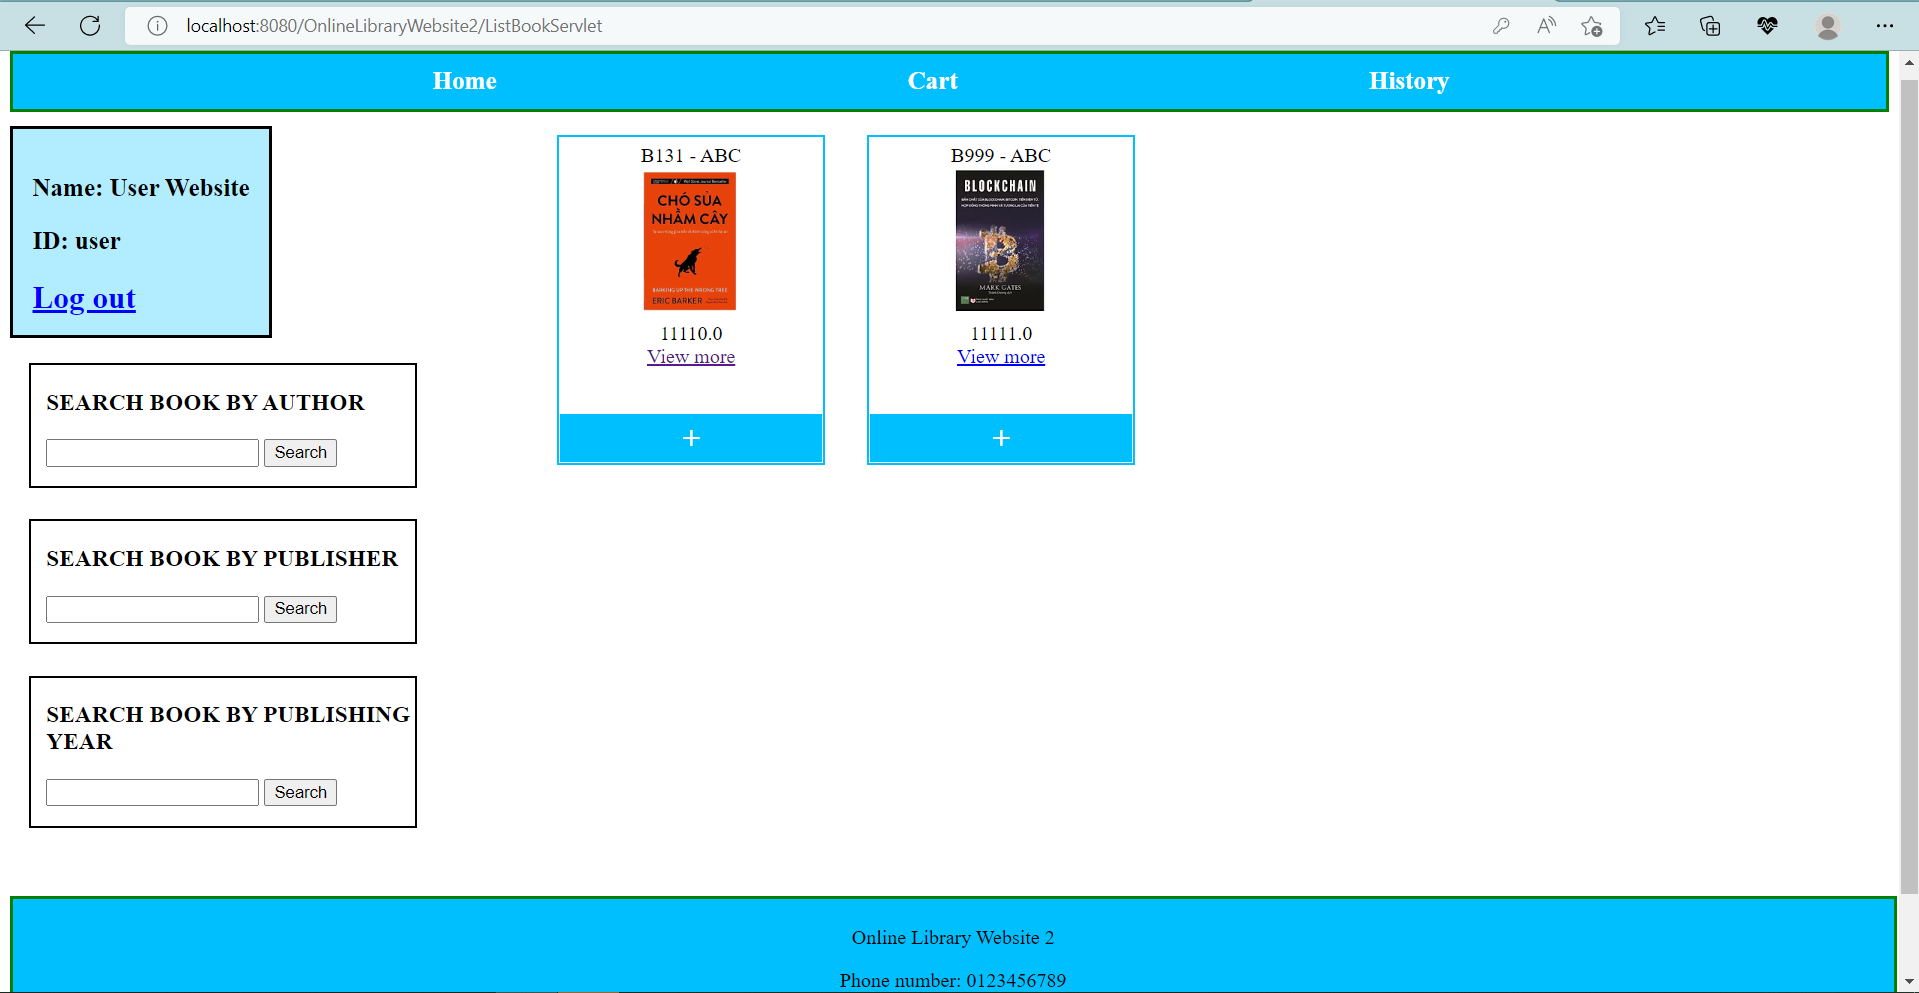 localhost:8080/OnlineLibraryWebsite2/ListBookServlet
Home Cart History
Name: User Website
ID: user
Log out
SEARCH BOOK BY AUTHOR
Search
SEARCH BOOK BY PUBLISHER
Search
SEARCH BOOK BY PUBLISHING
YEAR
Search
B131 - ABC
CHÓ SỦA
NHẦM CÂY
BARKING UP THE WRONG TREE
ERIC BARKER
11110.0
View more
+
B999 - ABC
BLOCKCHAIN
MARK GATES
11111.0
View more
+
Online Library Website 2
Phone number: 0123456789